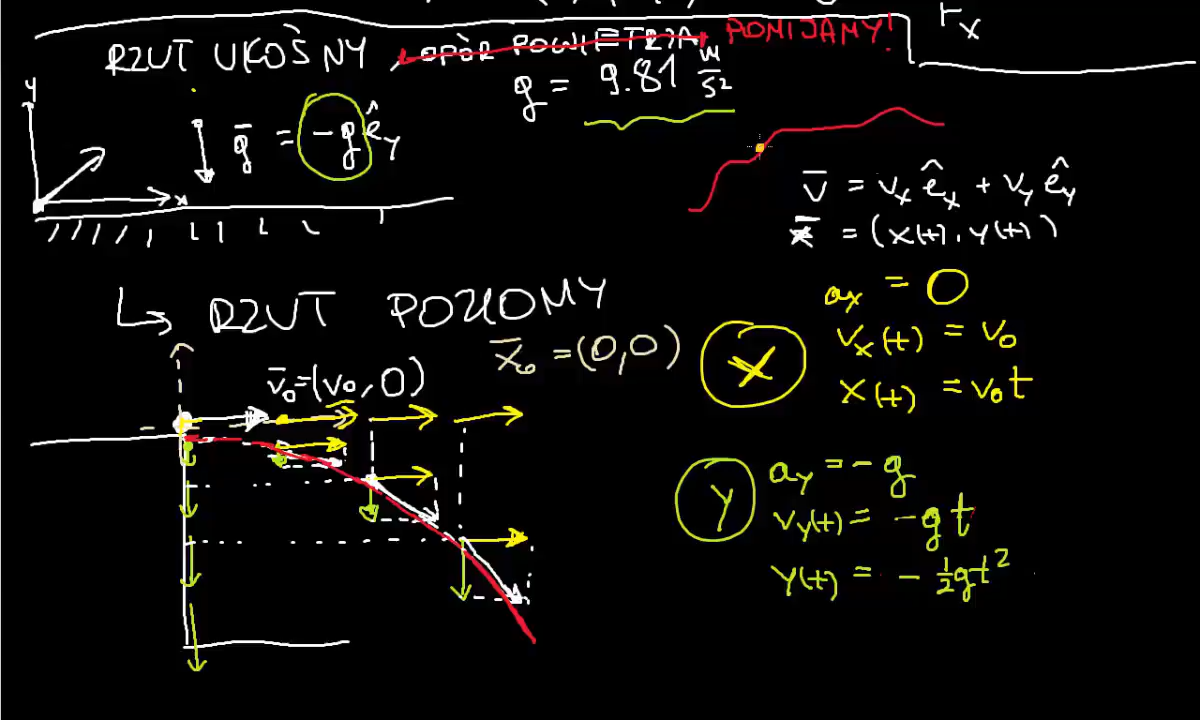 Fx
RZUT UKOŚNY OPÓR POWIETRZA POMIJAMY!
g = 9.81 m/s²
y
x
g̅ = -g ê_y
v̅ = v_x ê_x + v_y ê_y
x̅ = (x(t), y(t))
↳ RZUT POZIOMY
x̅₀ = (0,0)
v̅₀ = (v₀, 0)
X
a_x = 0
v_x(t) = v₀
x(t) = v₀t
Y
a_y = -g
v_y(t) = -gt
y(t) = -½gt²